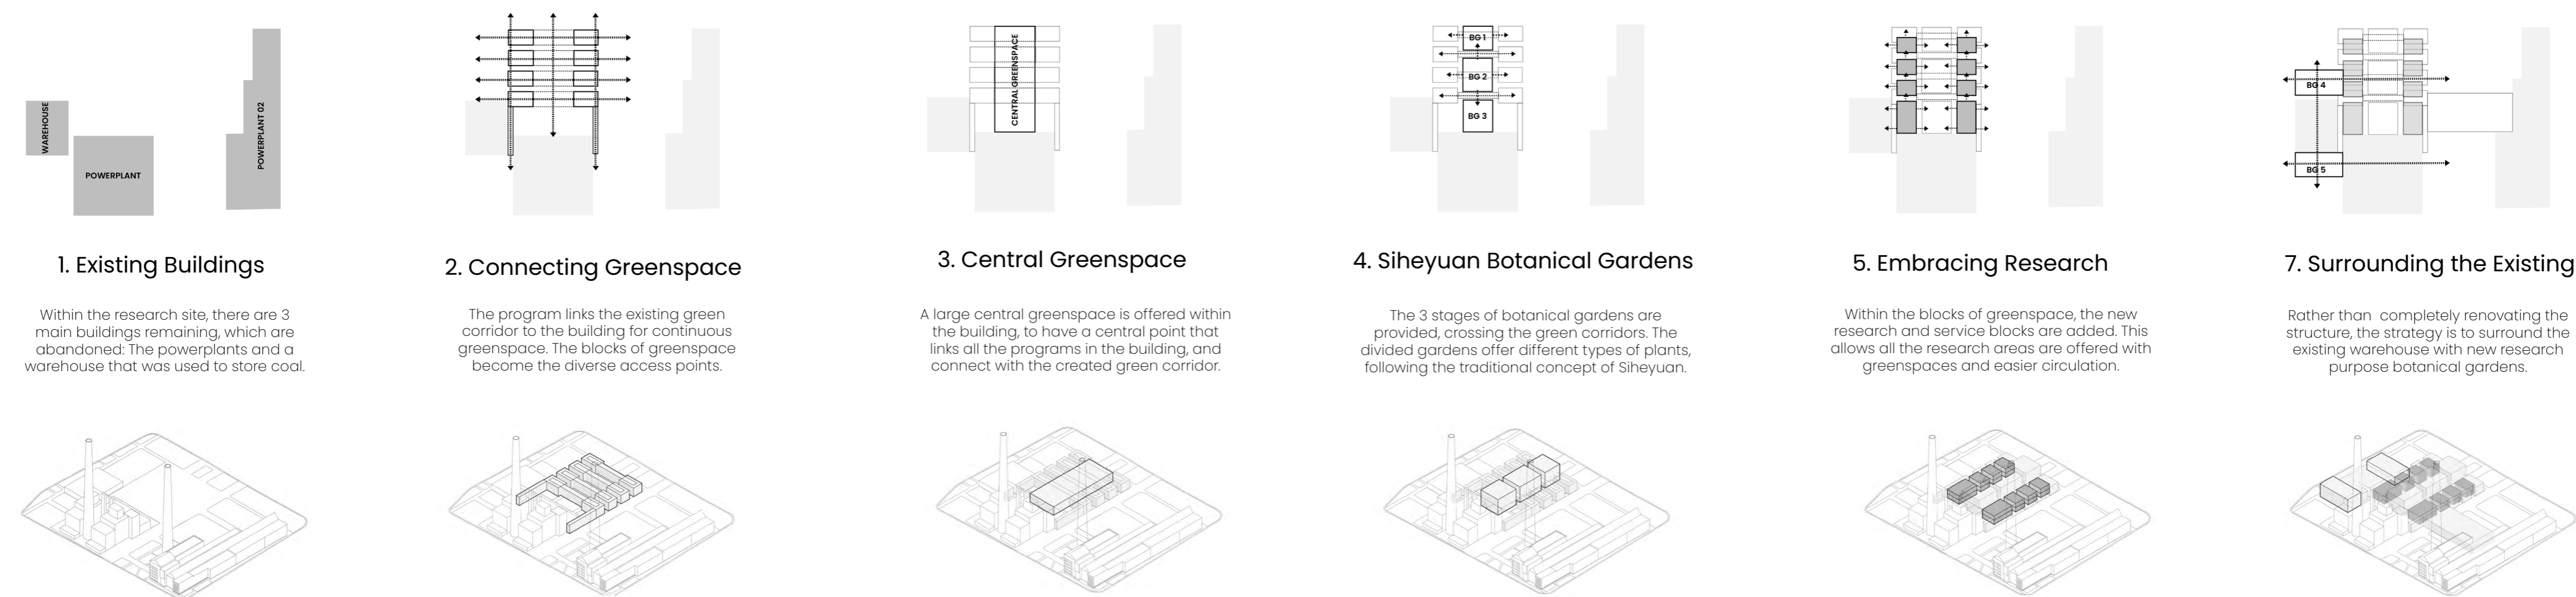 WAREHOUSE
POWERPLANT
POWERPLANT 02
1. Existing Buildings
Within the research site, there are 3
main buildings remaining, which are
abandoned: The powerplants and a
warehouse that was used to store coal.
2. Connecting Greenspace
The program links the existing green
corridor to the building for continuous
greenspace. The blocks of greenspace
become the diverse access points.
CENTRAL GREENSPACE
3. Central Greenspace
A large central greenspace is offered within
the building, to have a central point that
links all the programs in the building, and
connect with the created green corridor.
BG 1
BG 2
BG 3
4. Siheyuan Botanical Gardens
The 3 stages of botanical gardens are
provided, crossing the green corridors. The
divided gardens offer different types of plants,
following the traditional concept of Siheyuan.
5. Embracing Research
Within the blocks of greenspace, the new
research and service blocks are added. This
allows all the research areas are offered with
greenspaces and easier circulation.
BG 4
BG 5
7. Surrounding the Existing
Rather than completely renovating the
structure, the strategy is to surround the
existing warehouse with new research
purpose botanical gardens.